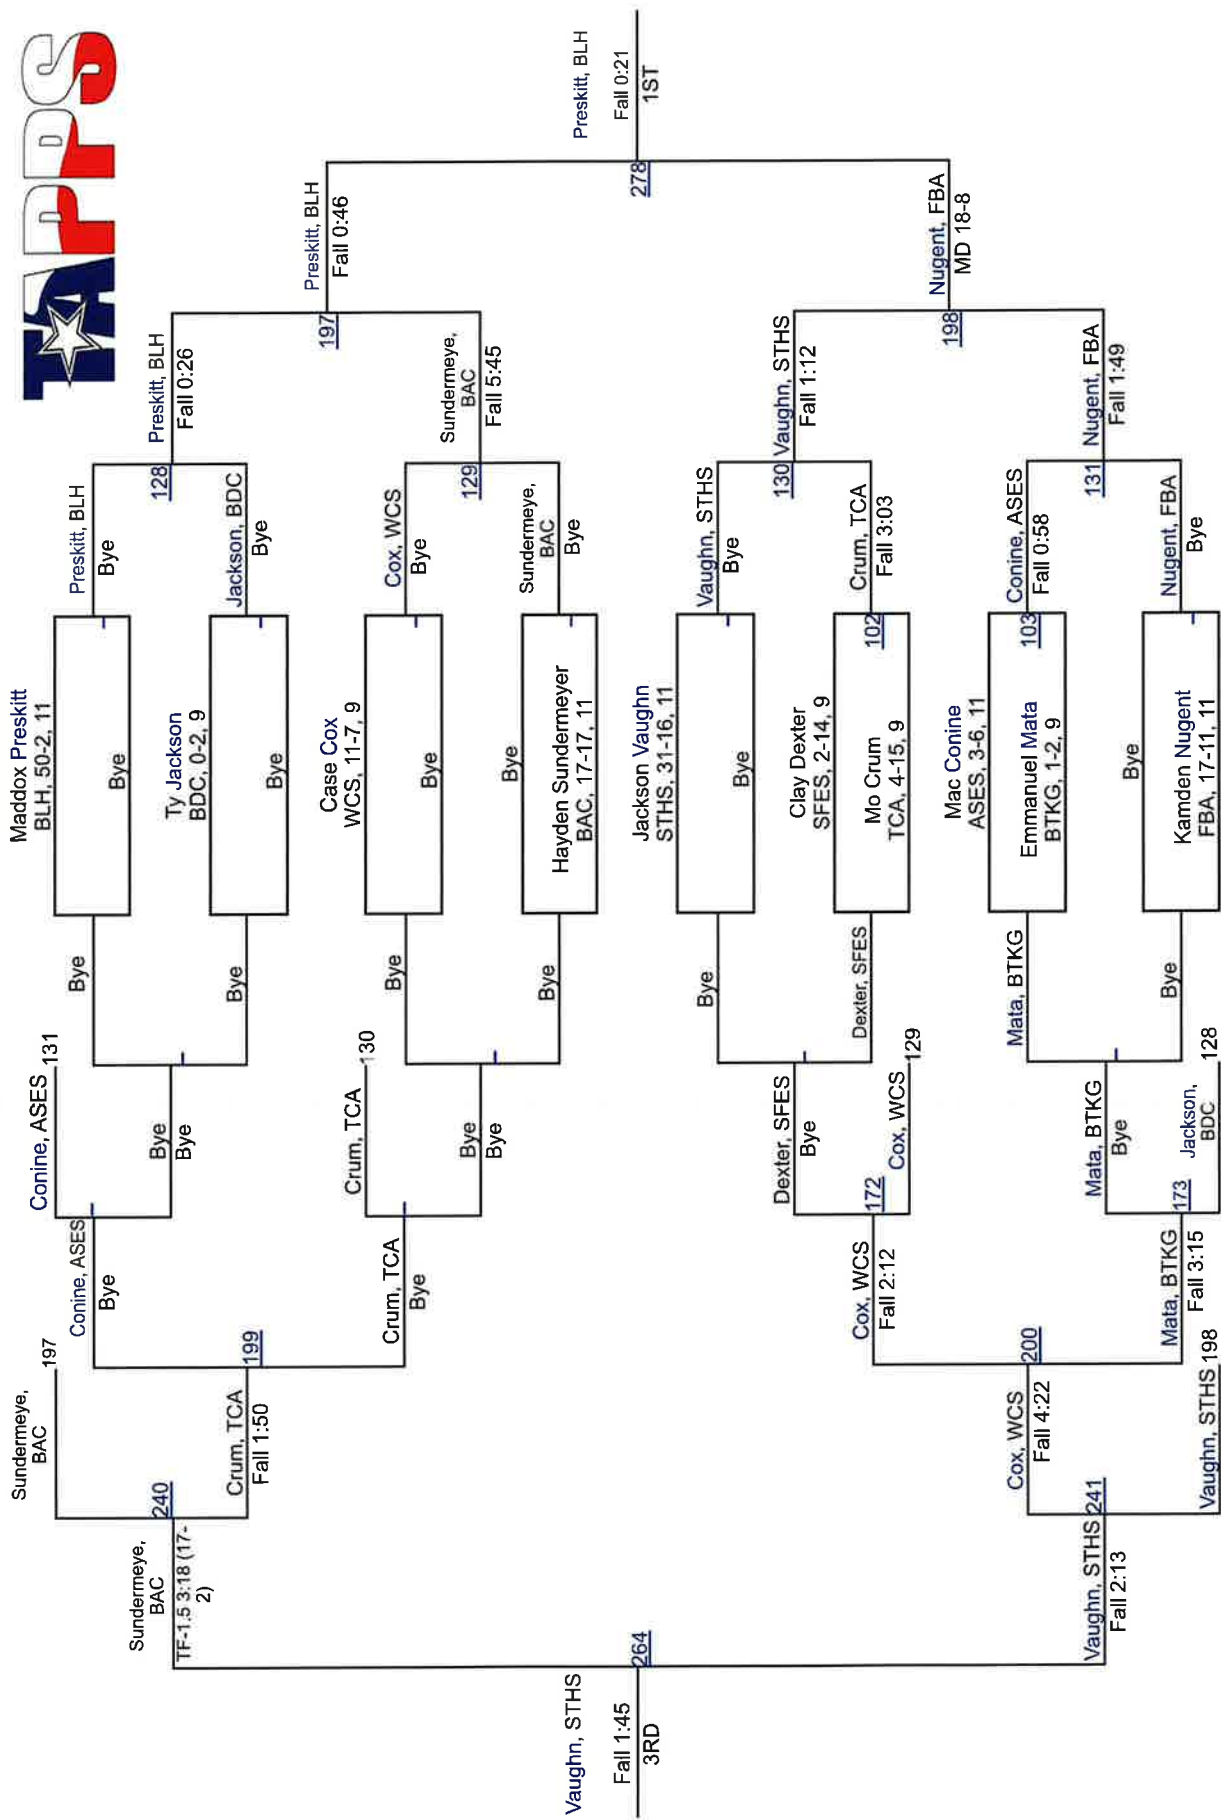 TAPPS
Maddox Preskitt
BLH, 50-2, 11
Bye
Ty Jackson
BDC, 0-2, 9
Bye
Case Cox
WCS, 11-7, 9
Bye
Bye
Hayden Sundermeyer
BAC, 17-17, 11
Jackson Vaughn
STHS, 31-16, 11
Bye
Clay Dexter
SFES, 2-14, 9
Mo Crum
TCA, 4-15, 9
102
Mac Conine
ASES, 3-6, 11
Emmanuel Mata
BTKG, 1-2, 9
103
Bye
Kamden Nugent
FBA, 17-11, 11
Preskitt, BLH
Bye
128
Jackson, BDC
Bye
Cox, WCS
Bye
129
Sundermeye,
BAC
Bye
Vaughn, STHS
Bye
130
Crum, TCA
Fall 3:03
Conine, ASES
Fall 0:58
131
Nugent, FBA
Bye
Preskitt, BLH
Fall 0:26
197
Sundermeye,
BAC
Fall 5:45
Vaughn, STHS
Fall 1:12
198
Nugent, FBA
Fall 1:49
Preskitt, BLH
Fall 0:46
278
Nugent, FBA
MD 18-8
Preskitt, BLH
Fall 0:21
1ST
Bye
Bye
Bye
Bye
Bye
Dexter, SFES
Mata, BTKG
Bye
Conine, ASES 131
Bye
Bye
Crum, TCA 130
Bye
Bye
Dexter, SFES
Bye
172
Cox, WCS 129
Mata, BTKG
Bye
173
Jackson,
BDC
128
Conine, ASES
Bye
199
Crum, TCA
Bye
Cox, WCS
Fall 2:12
200
Mata, BTKG
Fall 3:15
Sundermeye,
BAC
197
240
Crum, TCA
Fall 1:50
Cox, WCS
Fall 4:22
241
Vaughn, STHS 198
Sundermeye,
BAC
TF-1.5 3:18 (17-
2)
264
Vaughn, STHS
Fall 2:13
Vaughn, STHS
Fall 1:45
3RD